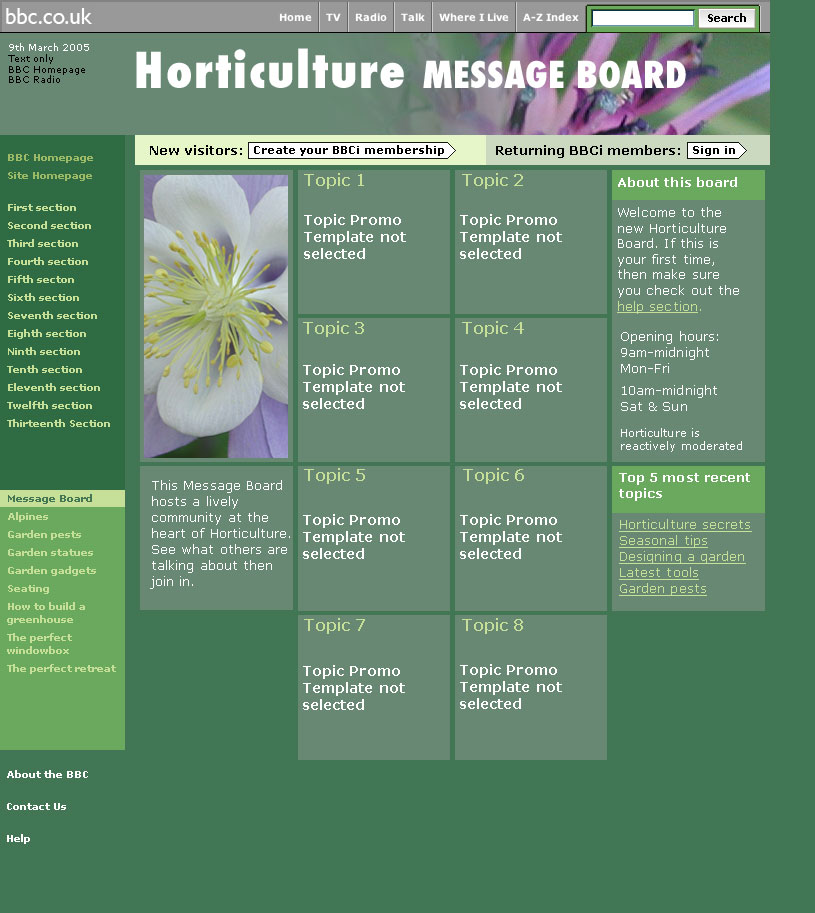 bbc.co.uk
Home
TV
Radio
Talk
Where I Live
A-Z Index
Search
9th March 2005
Text only
BBC Homepage
BBC Radio
Horticulture MESSAGE BOARD
New visitors: Create your BBCi membership
Returning BBCi members: Sign in
BBC Homepage
Site Homepage
First section
Second section
Third section
Fourth section
Fifth secton
Sixth section
Seventh section
Eighth section
Ninth section
Tenth section
Eleventh section
Twelfth section
Thirteenth Section
Message Board
Alpines
Garden pests
Garden statues
Garden gadgets
Seating
How to build a
greenhouse
The perfect
windowbox
The perfect retreat
About the BBC
Contact Us
Help
This Message Board
hosts a lively
community at the
heart of Horticulture.
See what others are
talking about then
join in.
Topic 1
Topic Promo
Template not
selected
Topic 2
Topic Promo
Template not
selected
Topic 3
Topic Promo
Template not
selected
Topic 4
Topic Promo
Template not
selected
Topic 5
Topic Promo
Template not
selected
Topic 6
Topic Promo
Template not
selected
Topic 7
Topic Promo
Template not
selected
Topic 8
Topic Promo
Template not
selected
About this board
Welcome to the
new Horticulture
Board. If this is
your first time,
then make sure
you check out the
help section.
Opening hours:
9am-midnight
Mon-Fri
10am-midnight
Sat & Sun
Horticulture is
reactively moderated
Top 5 most recent
topics
Horticulture secrets
Seasonal tips
Designing a garden
Latest tools
Garden pests